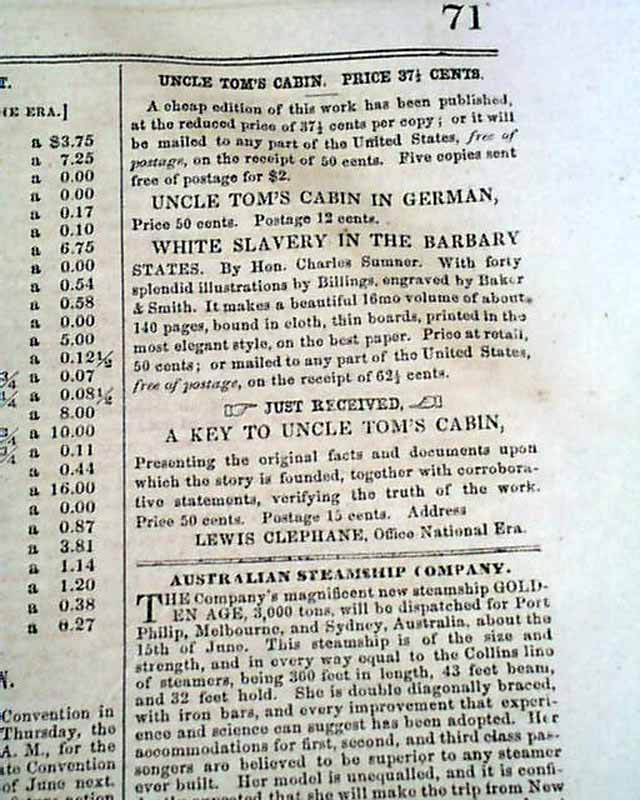 71
T.
HE ERA.]
a $3.75
a 7.25
a 0.00
a 0.00
a 0.17
a 0.10
a 6.75
a 0.00
a 0.54
a 0.58
a 0.00
a 5.00
a 0.12½
¾ a 0.07
¼ a 0.08½
a 8.00
¾ a 10.00
¼ a 0.11
a 0.44
a 16.00
a 0.00
a 0.87
a 3.81
a 1.14
a 1.20
a 0.38
a 0.27
N.
Convention in
Thursday, the
A. M., for the
ate Convention
of June next.
UNCLE TOM'S CABIN. PRICE 37½ CENTS.
A cheap edition of this work has been published,
at the reduced price of 37½ cents per copy; or it will
be mailed to any part of the United States, free of
postage, on the receipt of 50 cents. Five copies sent
free of postage for $2.
UNCLE TOM'S CABIN IN GERMAN,
Price 50 cents. Postage 12 cents.
WHITE SLAVERY IN THE BARBARY
STATES. By Hon. Charles Sumner. With forty
splendid illustrations by Billings, engraved by Baker
& Smith. It makes a beautiful 16mo volume of about
140 pages, bound in cloth, thin boards, printed in the
most elegant style, on the best paper. Price at retail,
50 cents; or mailed to any part of the United States,
free of postage, on the receipt of 62½ cents.
☞ JUST RECEIVED, ☜
A KEY TO UNCLE TOM'S CABIN,
Presenting the original facts and documents upon
which the story is founded, together with corrobora-
tive statements, verifying the truth of the work.
Price 50 cents. Postage 15 cents. Address
LEWIS CLEPHANE, Office National Era.
AUSTRALIAN STEAMSHIP COMPANY.
THE Company's magnificent new steamship GOLD-
EN AGE, 3,000 tons, will be dispatched for Port
Philip, Melbourne, and Sydney, Australia, about the
15th of June. This steamship is of the size and
strength, and in every way equal to the Collins line
of steamers, being 300 feet in length, 43 feet beam,
and 32 feet hold. She is double diagonally braced,
with iron bars, and every improvement that experi-
ence and science can suggest has been adopted. Her
accommodations for first, second, and third class pas-
sengers are believed to be superior to any steamer
ever built. Her model is unequalled, and it is confi-
that she will make the trip from New